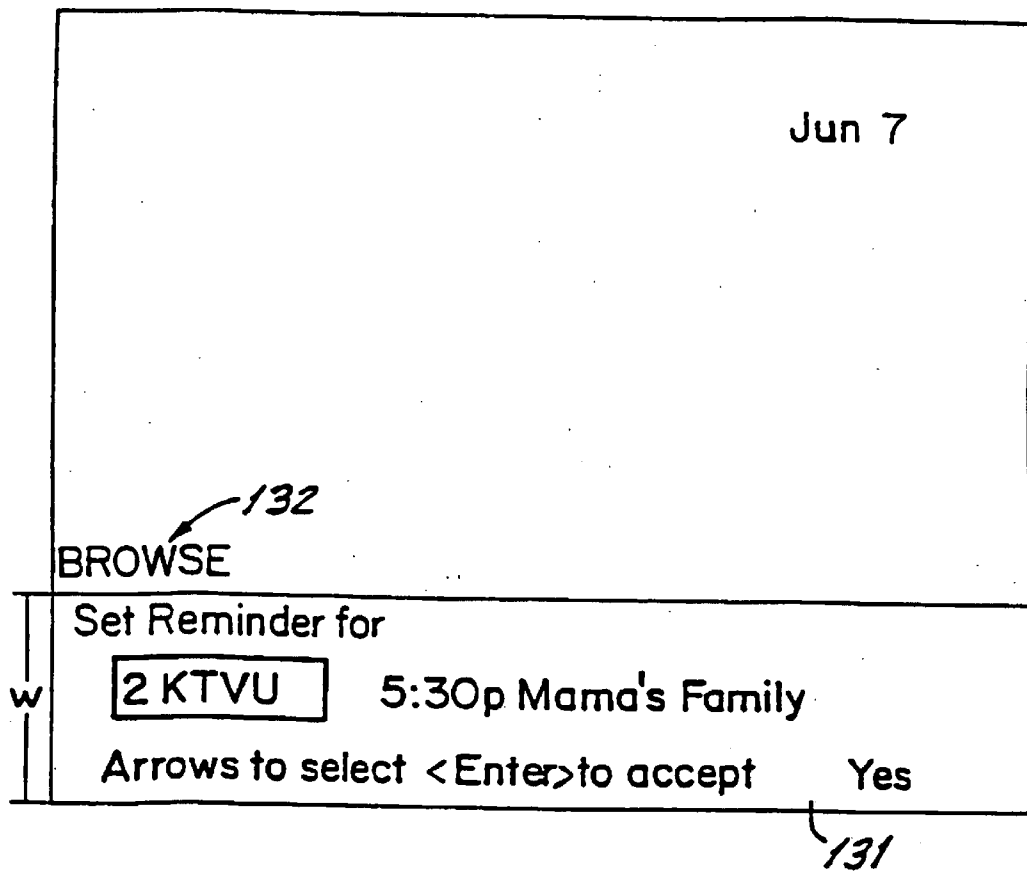 Jun 7
132
BROWSE
Set Reminder for
W
2 KTVU 5:30p Mama's Family
Arrows to select <Enter>to accept Yes
131